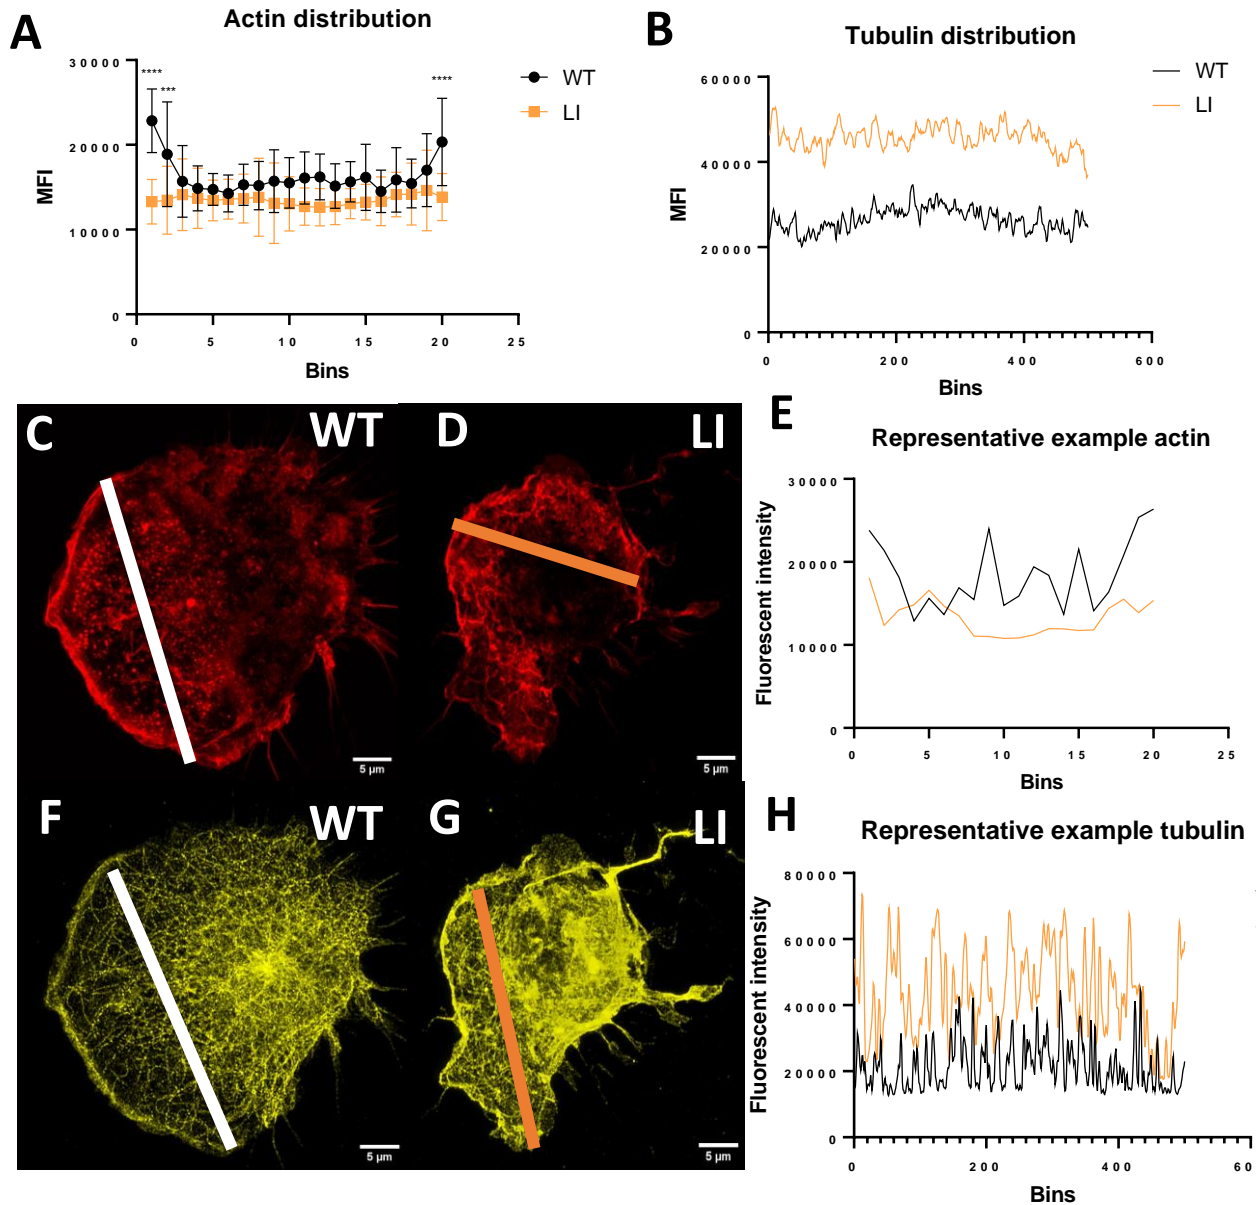 A
Actin distribution
****
***
****
WT
LI
30000
20000
10000
0
MFI
0 5 10 15 20 25
Bins
B
Tubulin distribution
WT
LI
60000
40000
20000
0
MFI
0 200 400 600
Bins
C
WT
5 µm
D
LI
5 µm
E
Representative example actin
30000
20000
10000
0
Fluorescent intensity
0 5 10 15 20 25
Bins
F
WT
5 µm
G
LI
5 µm
H
Representative example tubulin
80000
60000
40000
20000
0
Fluorescent intensity
0 200 400 60
Bins